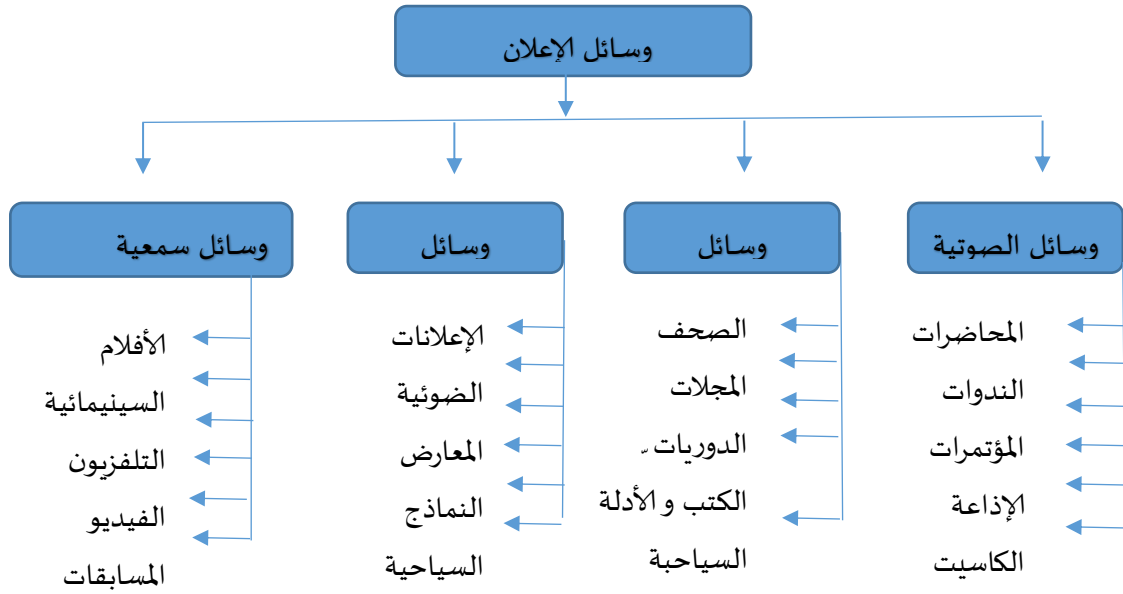 وسائل الإعلان
وسائل الصوتية
المحاضرات
الندوات
المؤتمرات
الإذاعة
الكاسيت
وسائل
الصحف
المجلات
الدوريات ّ
الكتب و الأدلة
السياحبة
وسائل
الإعلانات
الضوئية
المعارض
النماذج
السياحية
وسائل سمعية
الأفلام
السينيمائية
التلفزيون
الفيديو
المسابقات